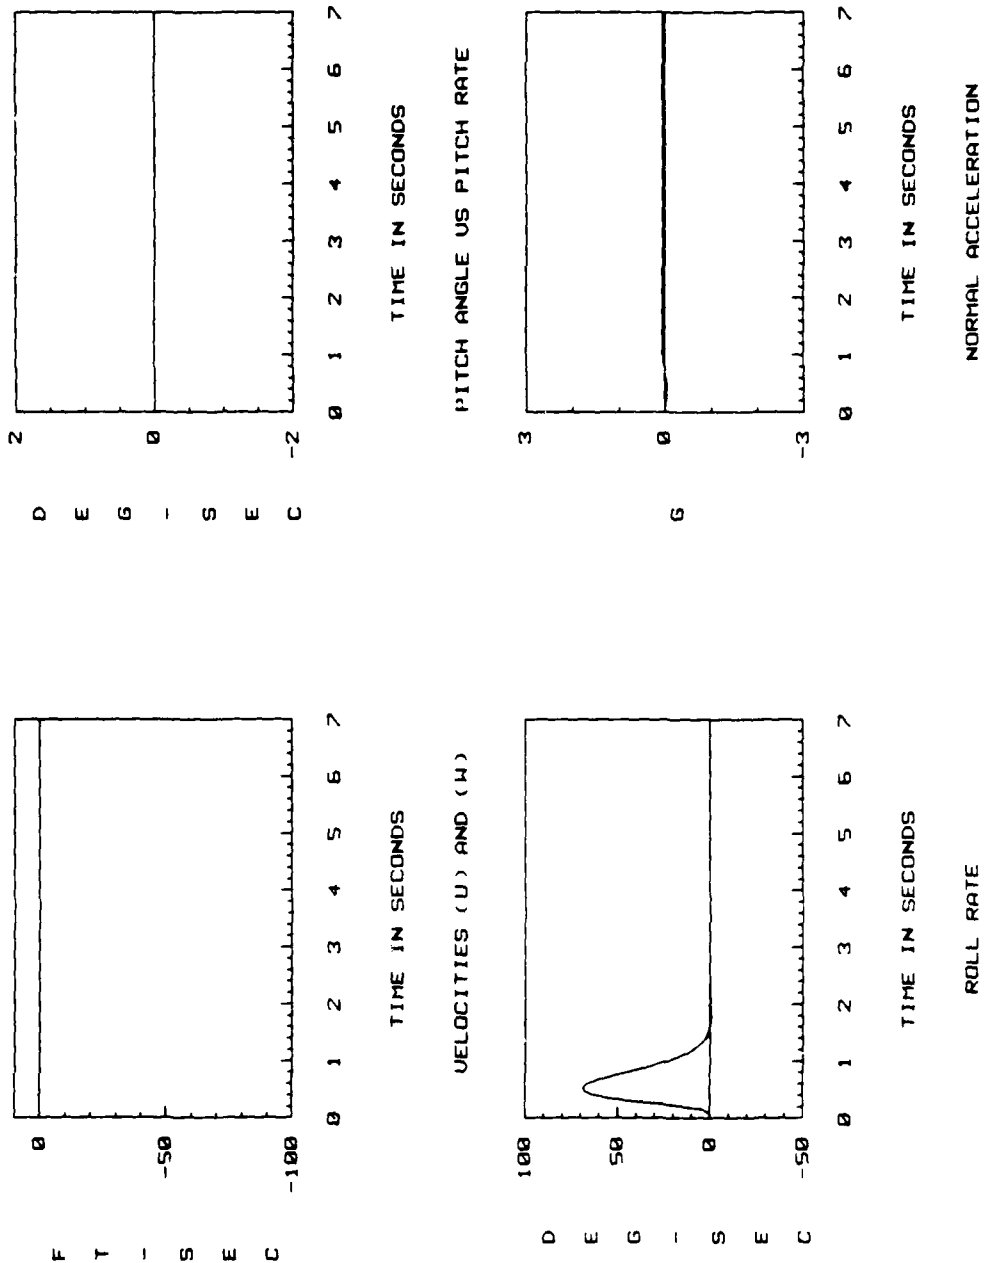 F T - S E C
0
-50
-100
0 1 2 3 4 5 6 7
TIME IN SECONDS
VELOCITIES (U) AND (W)
D E G - S E C
2
0
-2
0 1 2 3 4 5 6 7
TIME IN SECONDS
PITCH ANGLE VS PITCH RATE
D E G - S E C
100
50
0
-50
0 1 2 3 4 5 6 7
TIME IN SECONDS
ROLL RATE
G
3
0
-3
0 1 2 3 4 5 6 7
TIME IN SECONDS
NORMAL ACCELERATION